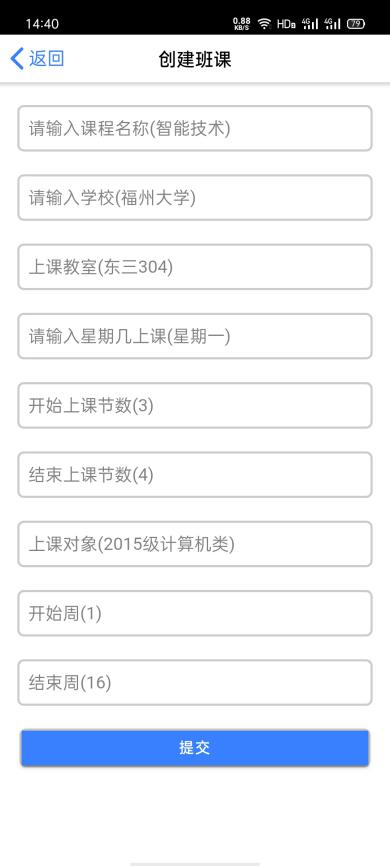 14:40 0.88 KB/S HDB 4G 4G 79
返回 创建班课
请输入课程名称(智能技术)
请输入学校(福州大学)
上课教室(东三304)
请输入星期几上课(星期一)
开始上课节数(3)
结束上课节数(4)
上课对象(2015级计算机类)
开始周(1)
结束周(16)
提交